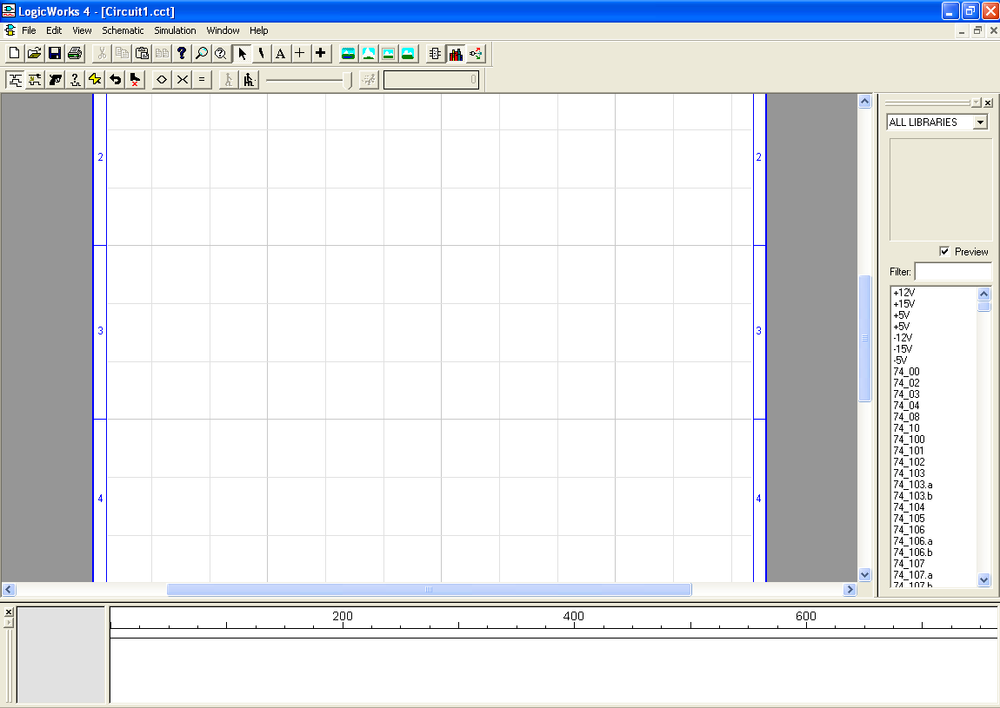 LogicWorks 4 - [Circuit1.cct]
File Edit View Schematic Simulation Window Help
A
0
ALL LIBRARIES
2 2
Preview
Filter:
3 3
4 4
+12V
+15V
+5V
+5V
-12V
-15V
-5V
74_00
74_02
74_03
74_04
74_08
74_10
74_100
74_101
74_102
74_103
74_103.a
74_103.b
74_104
74_105
74_106
74_106.a
74_106.b
74_107
74_107.a
74_107.b
200 400 600